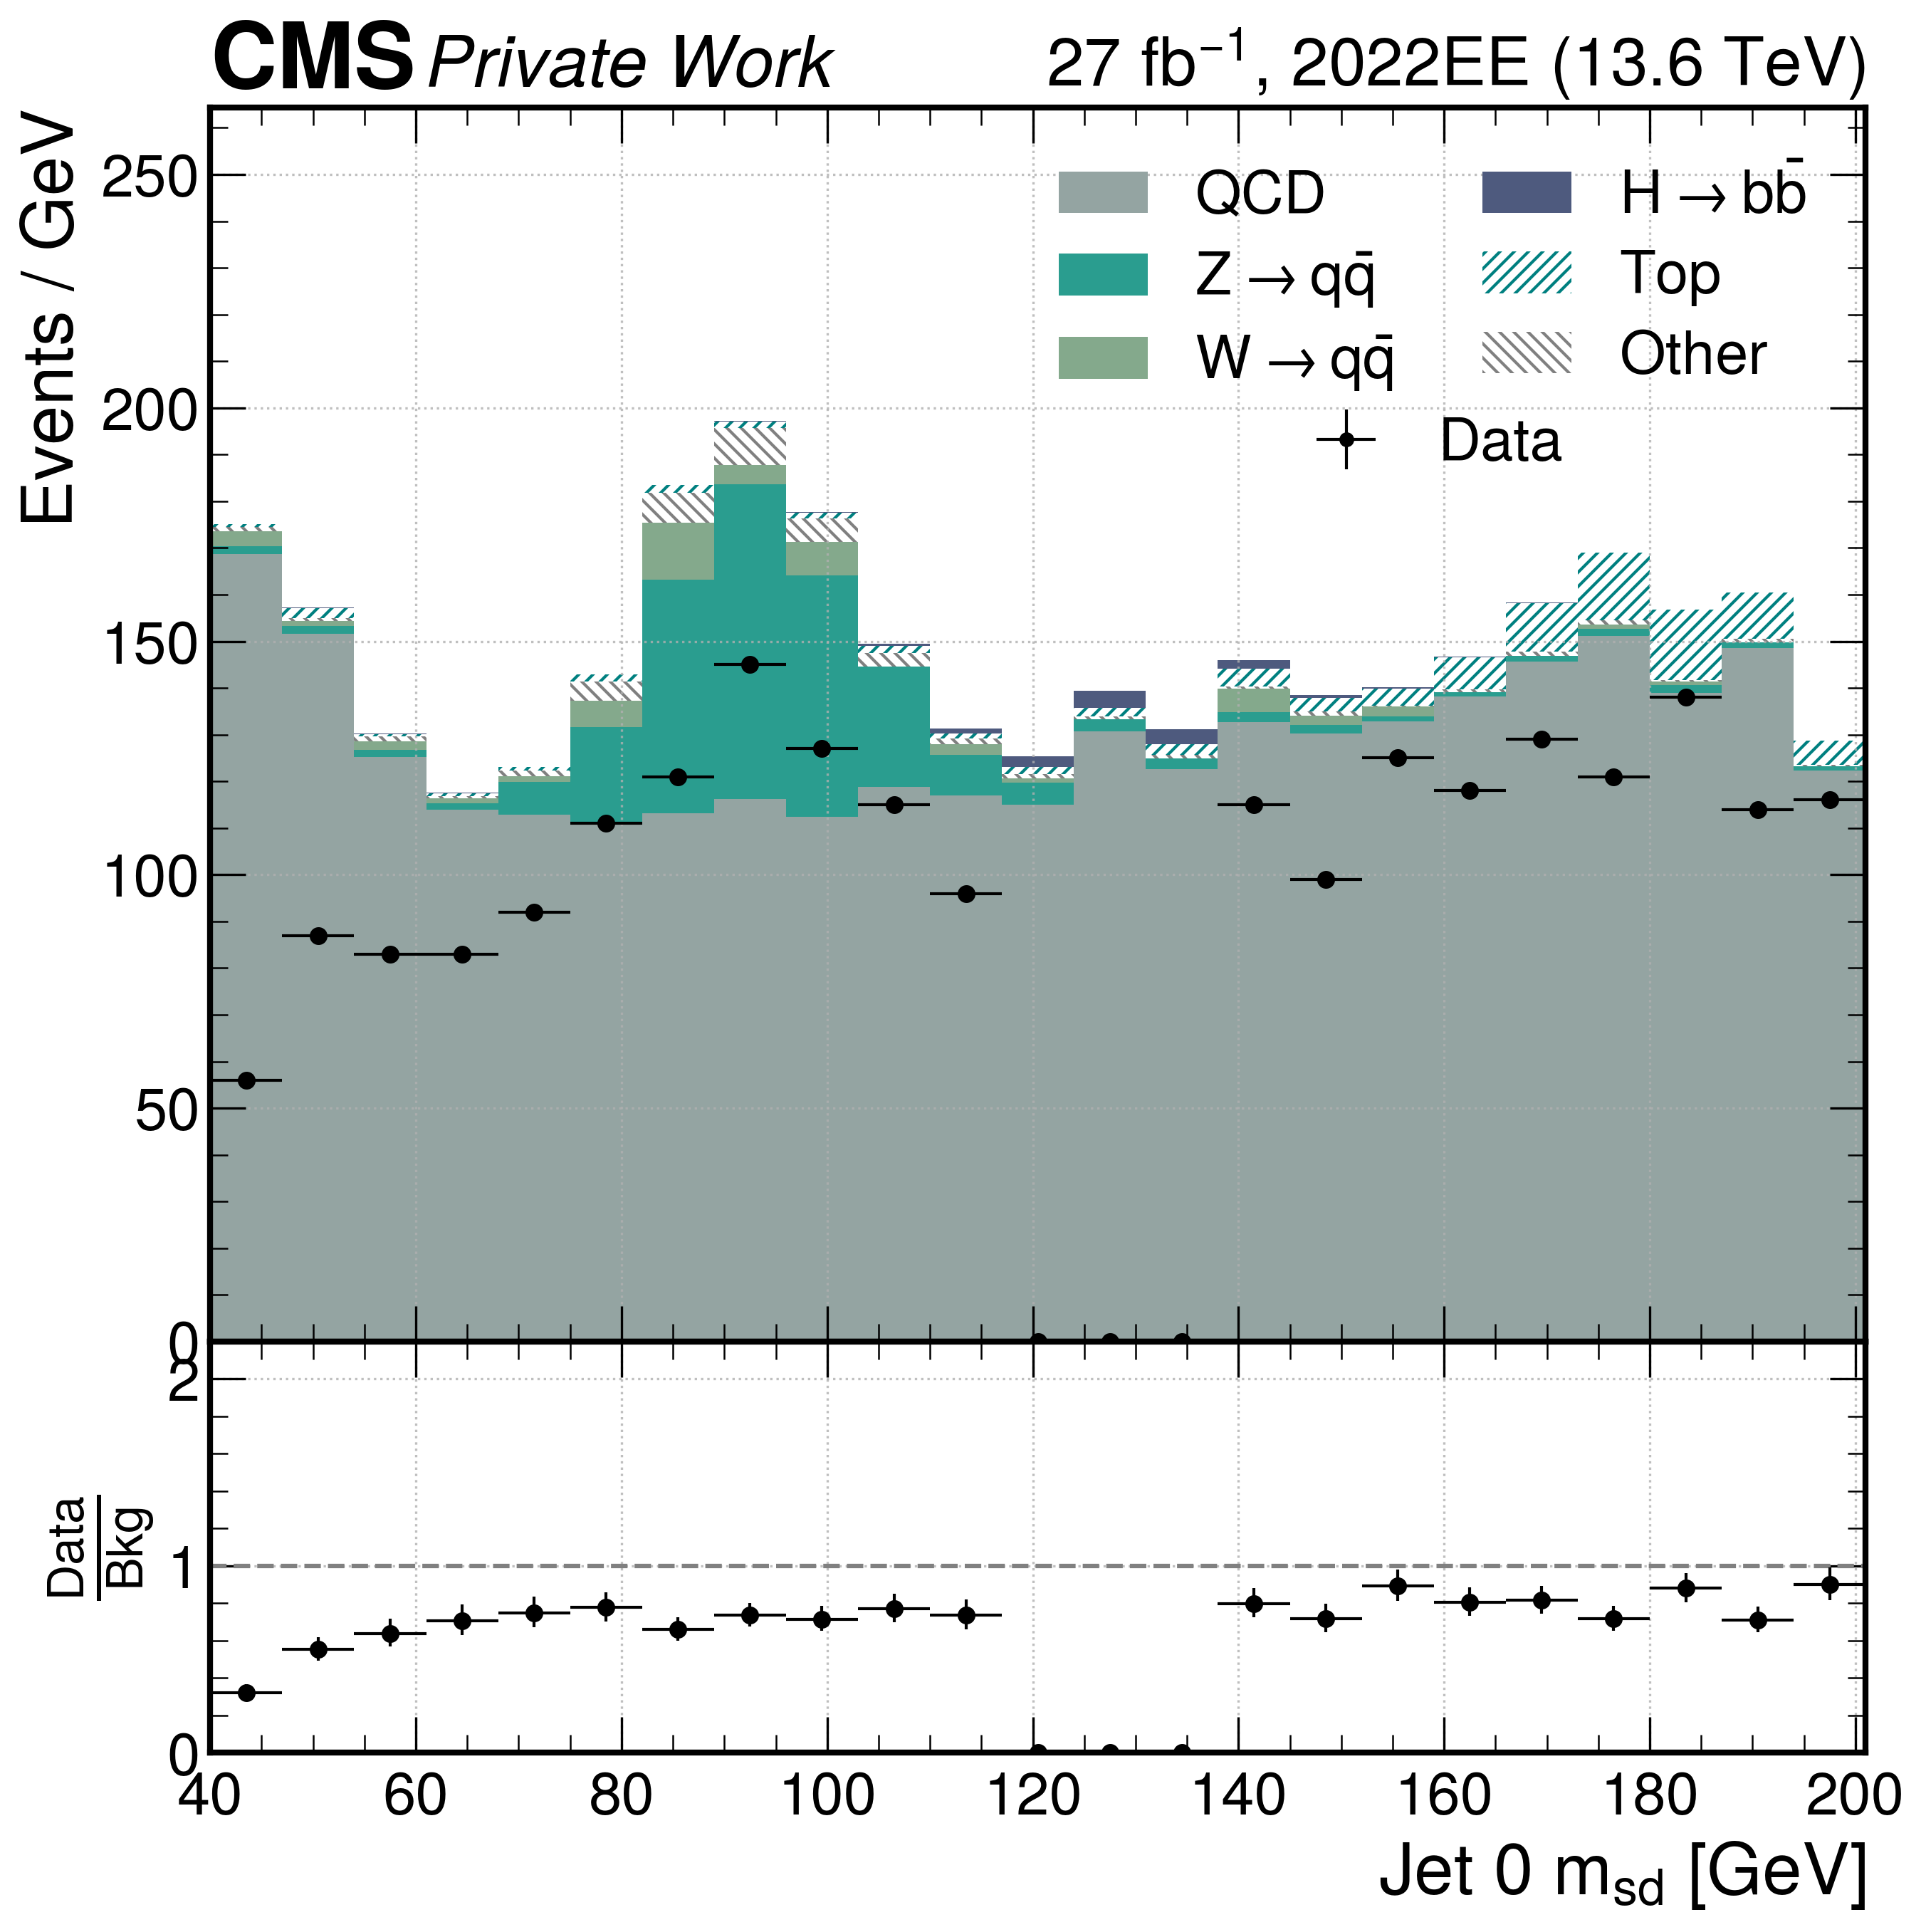 CMS Private Work 27 fb⁻¹, 2022EE (13.6 TeV)
Events / GeV
250
200
150
100
50
0
QCD
Z → qq̄
W → qq̄
H → bb̄
Top
Other
Data
Data
Bkg
2
1
0
40 60 80 100 120 140 160 180 200
Jet 0 m_sd [GeV]